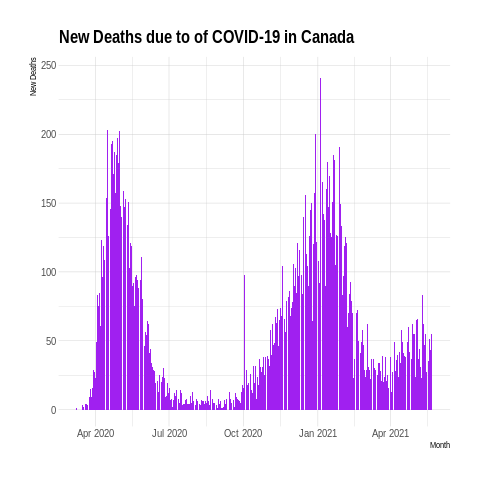 New Deaths due to of COVID-19 in Canada
New Deaths
250
200
150
100
50
0
Apr 2020 Jul 2020 Oct 2020 Jan 2021 Apr 2021
Month